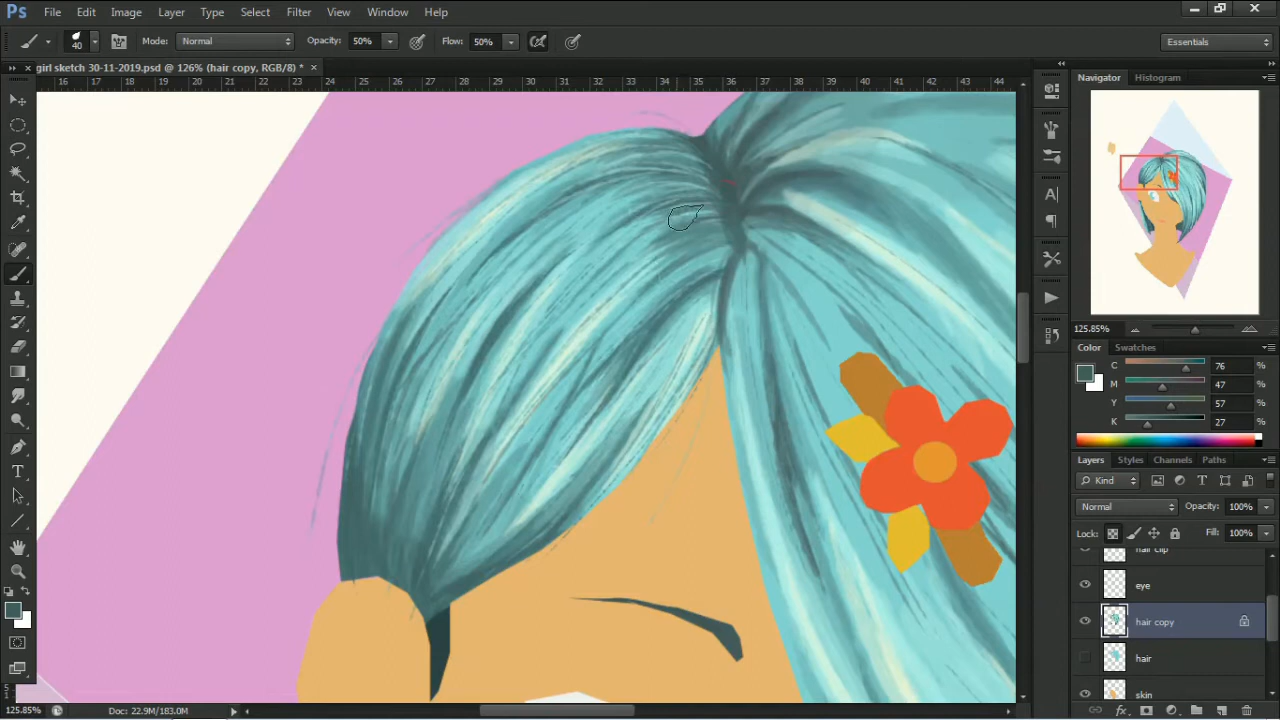 Ps File Edit Image Layer Type Select Filter View Window Help
40 Mode: Normal Opacity: 50% Flow: 50% Essentials
girl sketch 30-11-2019.psd @ 126% (hair copy, RGB/8) * ×
16 17 18 19 20 21 22 23 24 25 26 27 28 29 30 31 32 33 34 35 36 37 38 39 40 41 42 43 44
Navigator Histogram
125.85%
Color Swatches
C 76 %
M 47 %
Y 57 %
K 27 %
Layers Styles Channels Paths
Kind
Normal Opacity: 100%
Lock: Fill: 100%
hair clip
eye
hair copy
hair
skin
125.85% Doc: 22.9M/183.0M